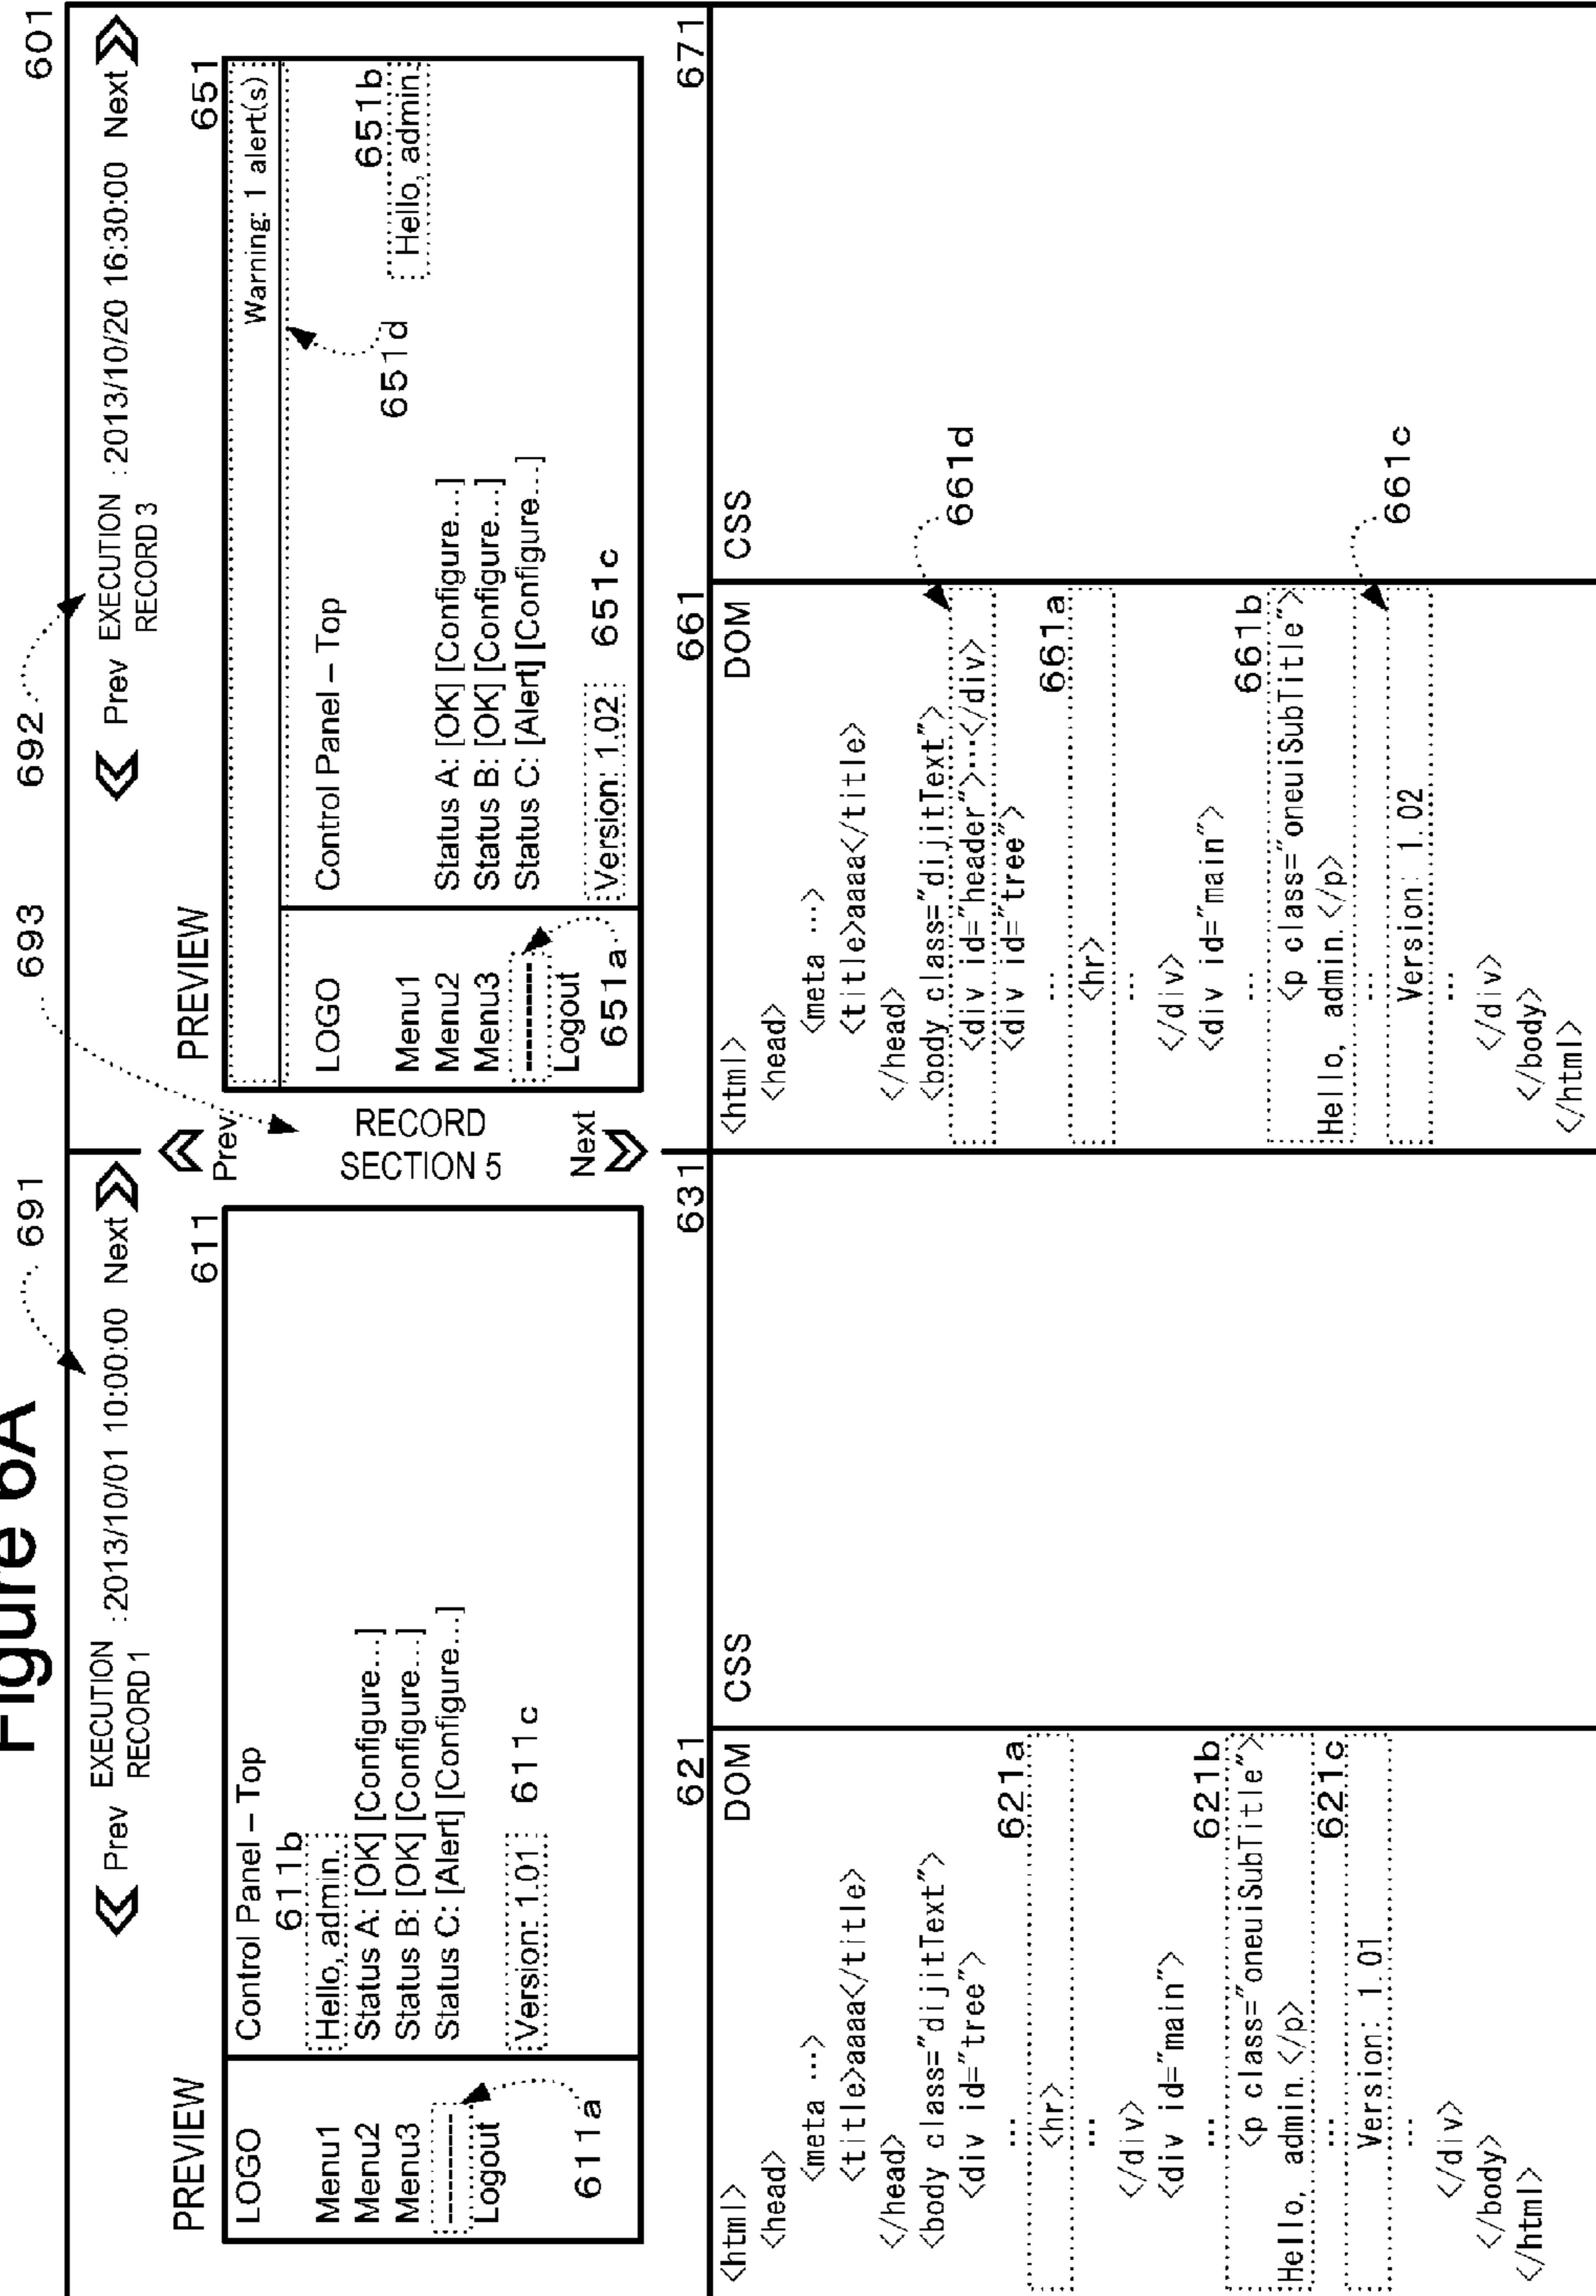 Figure 6A
601
691
693
692
Prev EXECUTION RECORD 1 : 2013/10/01 10:00:00 Next
Prev EXECUTION RECORD 3 : 2013/10/20 16:30:00 Next
PREVIEW
611
LOGO
Menu1
Menu2
Menu3
----------
Logout
611a
Control Panel – Top
611b
Hello, admin.
Status A: [OK] [Configure...]
Status B: [OK] [Configure...]
Status C: [Alert] [Configure...]
Version: 1.01
611c
Prev
RECORD
SECTION 5
Next
PREVIEW
651
Warning: 1 alert(s)
LOGO
Menu1
Menu2
Menu3
----------
Logout
651a
Control Panel – Top
651d
651b
Hello, admin.
Status A: [OK] [Configure...]
Status B: [OK] [Configure...]
Status C: [Alert] [Configure...]
Version: 1.02
651c
621
DOM
<html>
<head>
<meta ...>
<title>aaaa</title>
</head>
<body class="dijitText">
<div id="tree">
...
621a
<hr>
...
</div>
<div id="main">
...
621b
<p class="oneuiSubTitle">
Hello, admin.</p>
...
621c
Version: 1.01
...
</div>
</body>
</html>
631
CSS
661
DOM
<html>
<head>
<meta ...>
<title>aaaa</title>
</head>
<body class="dijitText">
<div id="header">...</div>
661d
<div id="tree">
...
661a
<hr>
...
</div>
<div id="main">
...
661b
<p class="oneuiSubTitle">
Hello, admin.</p>
...
Version: 1.02
661c
...
</div>
</body>
</html>
671
CSS